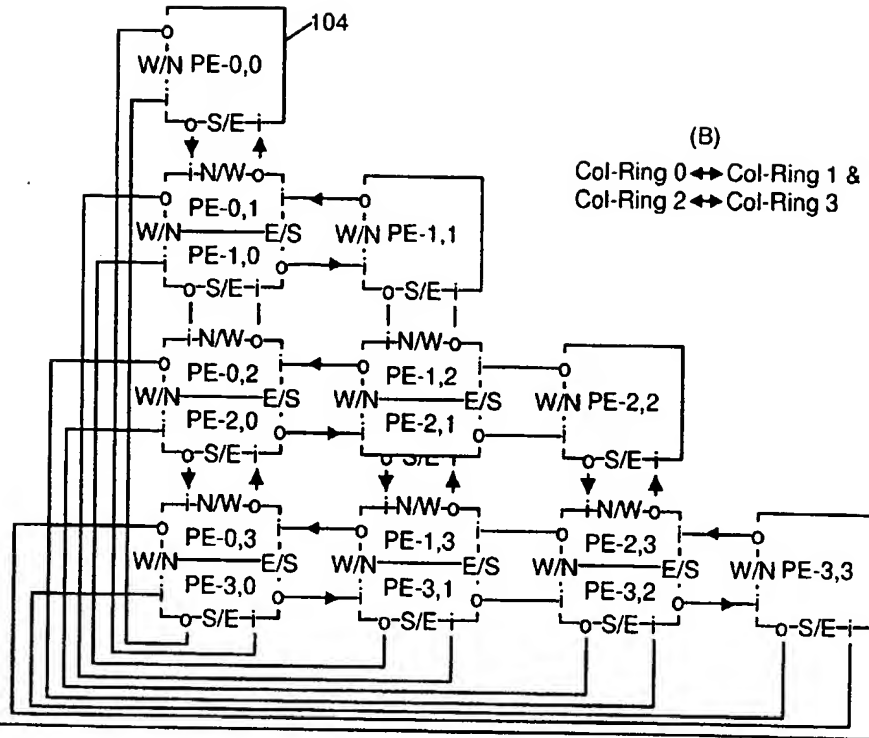 104
o
W/N PE-0,0
i
o S/E i
(B)
Col-Ring 0 ↔ Col-Ring 1 &
Col-Ring 2 ↔ Col-Ring 3
i N/W o
o PE-0,1 i o
W/N E/S W/N PE-1,1
i PE-1,0 o i
o S/E i o S/E i
i N/W o i N/W o
o PE-0,2 i o PE-1,2 i o
W/N E/S W/N E/S W/N PE-2,2
i PE-2,0 o i PE-2,1 o i
o S/E i o S/E i o S/E i
i N/W o i N/W o i N/W o
o PE-0,3 i o PE-1,3 i o PE-2,3 i o
W/N E/S W/N E/S W/N E/S W/N PE-3,3
i PE-3,0 o i PE-3,1 o i PE-3,2 o i
o S/E i o S/E i o S/E i o S/E i